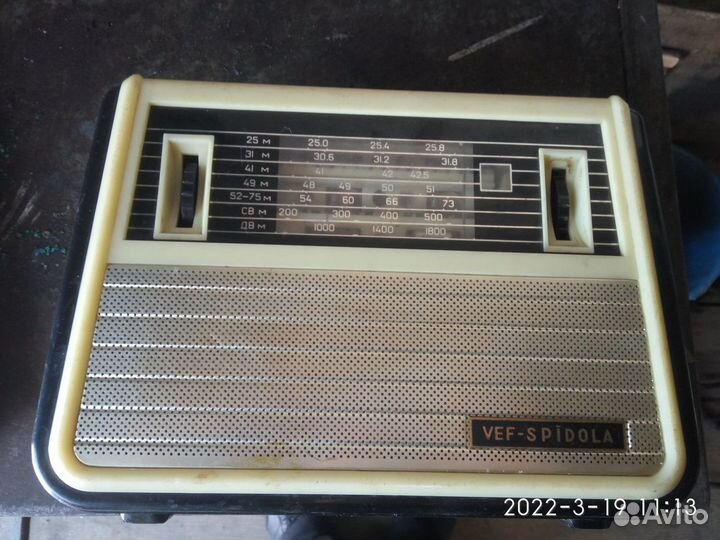 25 м 25.0 25.4 25.8
31 м 30.6 31.2 31.8
41 м 41 42 42.5
49 м 48 49 50 51
52-75 м 54 60 66 73
СВ м 200 300 400 500
ДВ м 1000 1400 1800
VEF-SPĪDOLA
2022-3-19 11:13
Avito